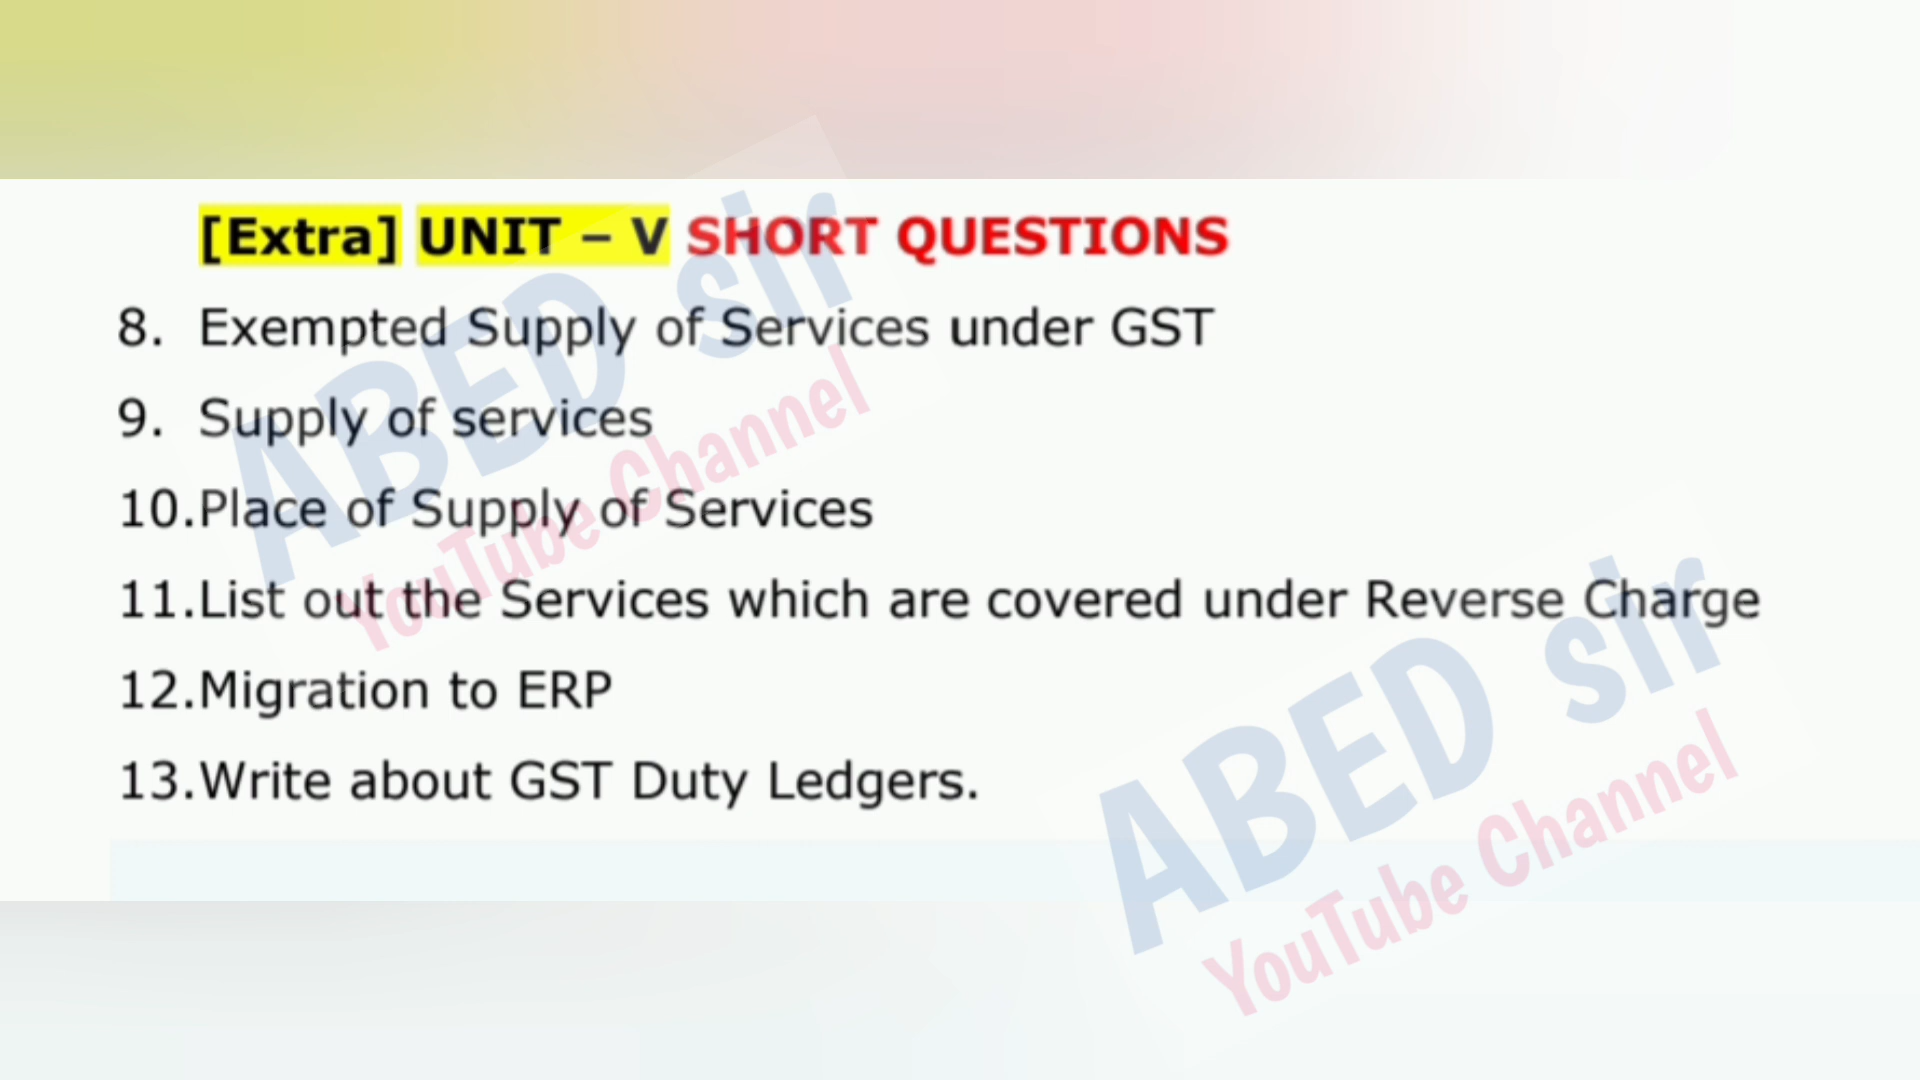 [Extra] UNIT – V SHORT QUESTIONS
8. Exempted Supply of Services under GST
9. Supply of services
10.Place of Supply of Services
11.List out the Services which are covered under Reverse Charge
12.Migration to ERP
13.Write about GST Duty Ledgers.
ABED sir
YouTube Channel
ABED sir
YouTube Channel